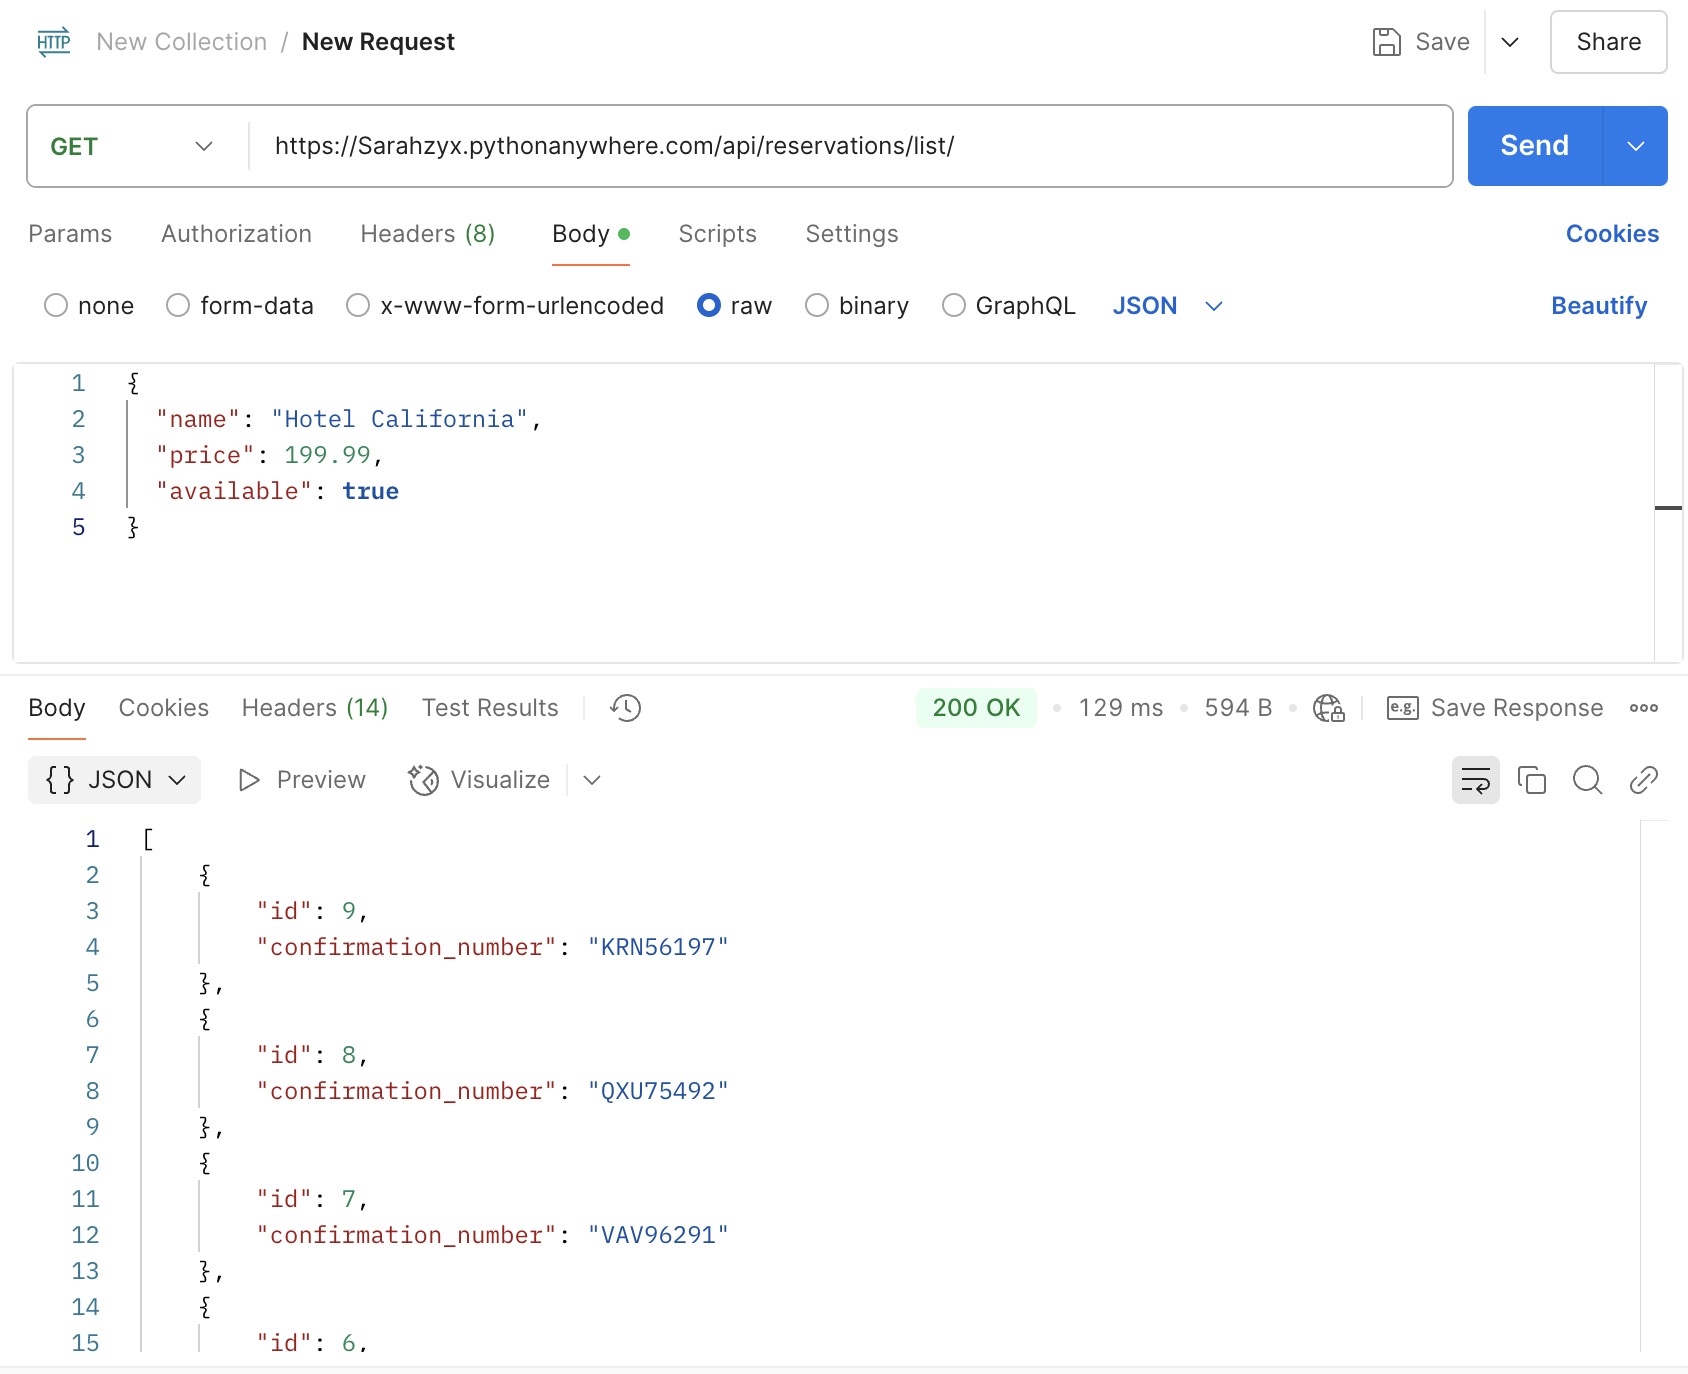 HTTP New Collection / New Request Save Share
GET https://Sarahzyx.pythonanywhere.com/api/reservations/list/ Send
Params Authorization Headers (8) Body Scripts Settings Cookies
none form-data x-www-form-urlencoded raw binary GraphQL JSON Beautify
1 {
2 "name": "Hotel California",
3 "price": 199.99,
4 "available": true
5 }
Body Cookies Headers (14) Test Results 200 OK • 129 ms • 594 B • e.g. Save Response
{ } JSON Preview Visualize
1 [
2 {
3 "id": 9,
4 "confirmation_number": "KRN56197"
5 },
6 {
7 "id": 8,
8 "confirmation_number": "QXU75492"
9 },
10 {
11 "id": 7,
12 "confirmation_number": "VAV96291"
13 },
14 {
15 "id": 6,